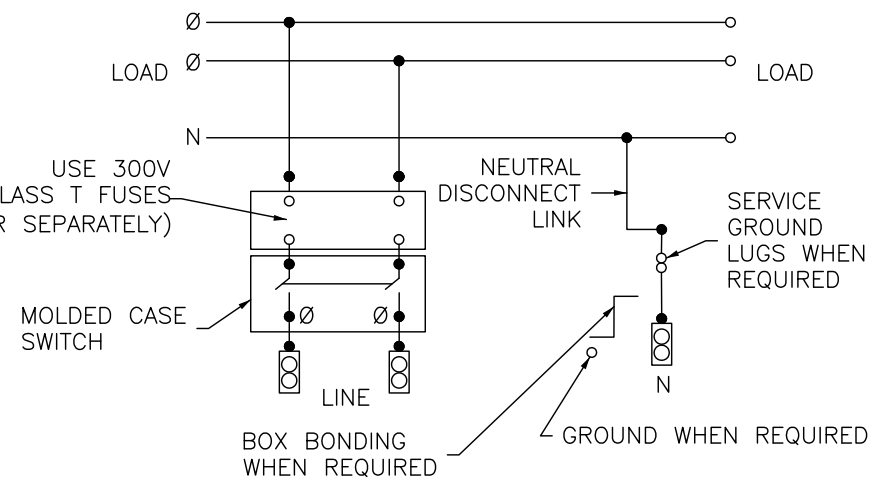 Ø
LOAD Ø
LOAD
N
USE 300V
LASS T FUSES
R SEPARATELY)
NEUTRAL
DISCONNECT
LINK
SERVICE
GROUND
LUGS WHEN
REQUIRED
MOLDED CASE
SWITCH
Ø Ø
LINE
N
BOX BONDING
WHEN REQUIRED
GROUND WHEN REQUIRED